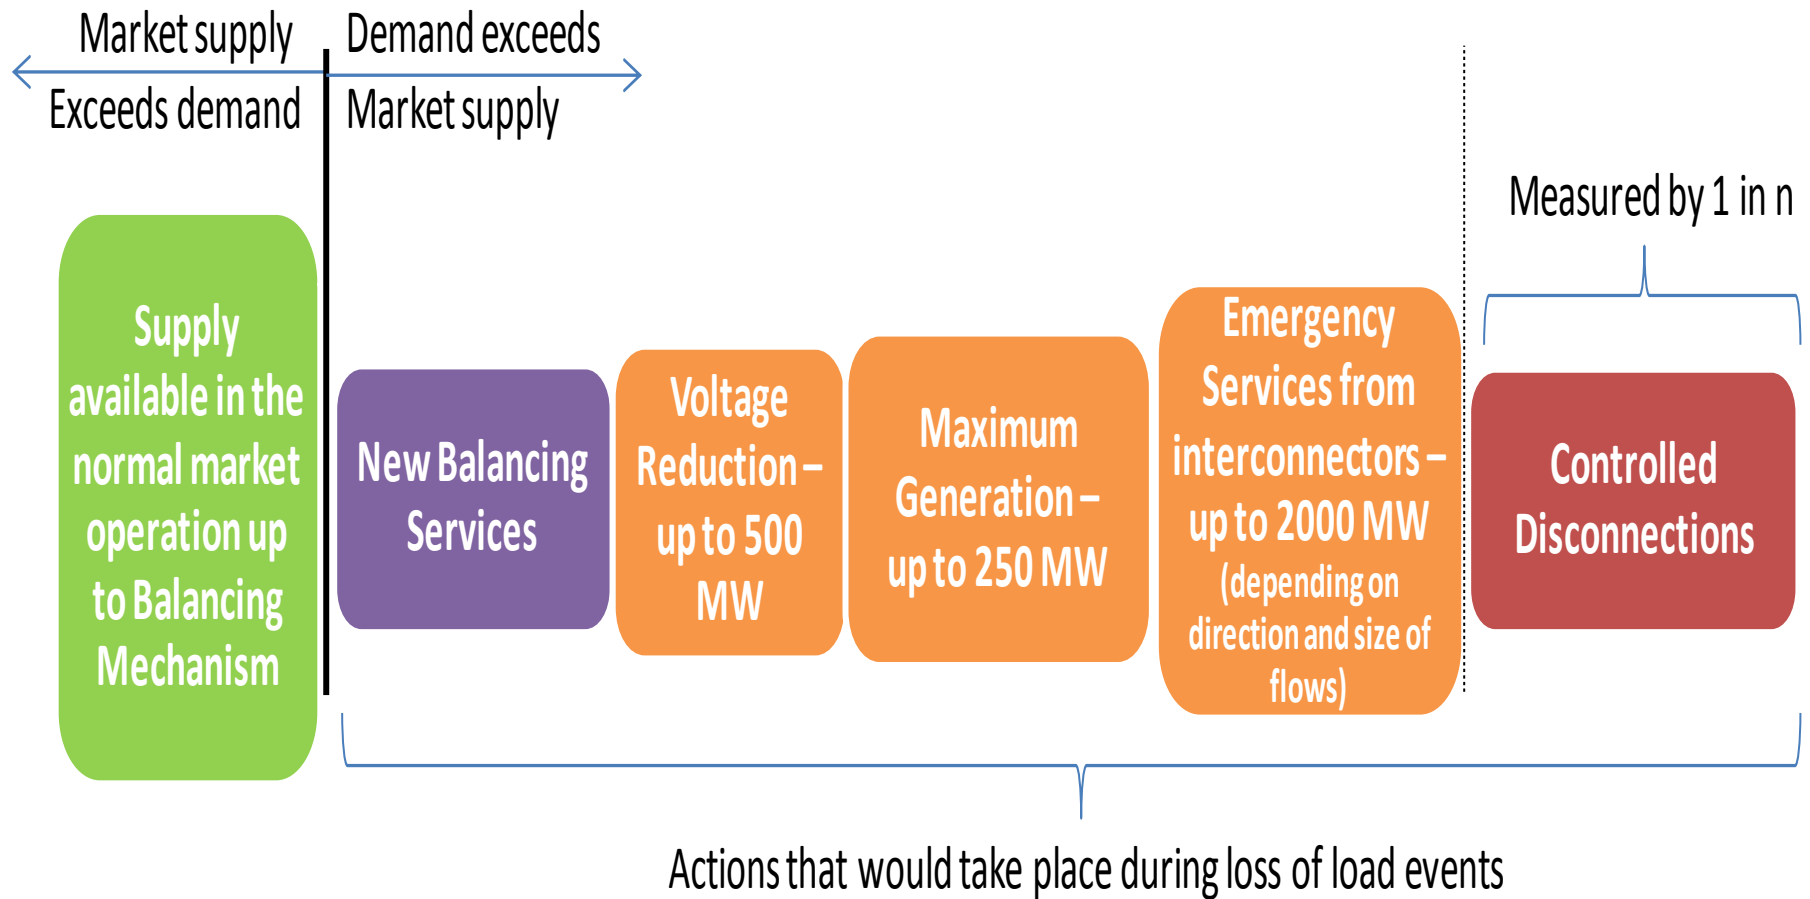 Market supply
Exceeds demand
Demand exceeds
Market supply
Measured by 1 in n
Supply
available in the
normal market
operation up
to Balancing
Mechanism
New Balancing
Services
Voltage
Reduction –
up to 500
MW
Maximum
Generation –
up to 250 MW
Emergency
Services from
interconnectors –
up to 2000 MW
(depending on
direction and size of
flows)
Controlled
Disconnections
Actions that would take place during loss of load events